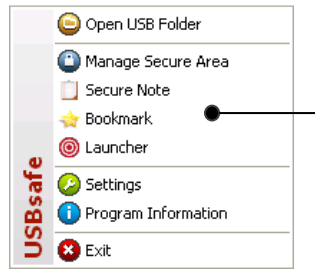 Open USB Folder
Manage Secure Area
Secure Note
Bookmark
Launcher
Settings
Program Information
Exit
USBsafe